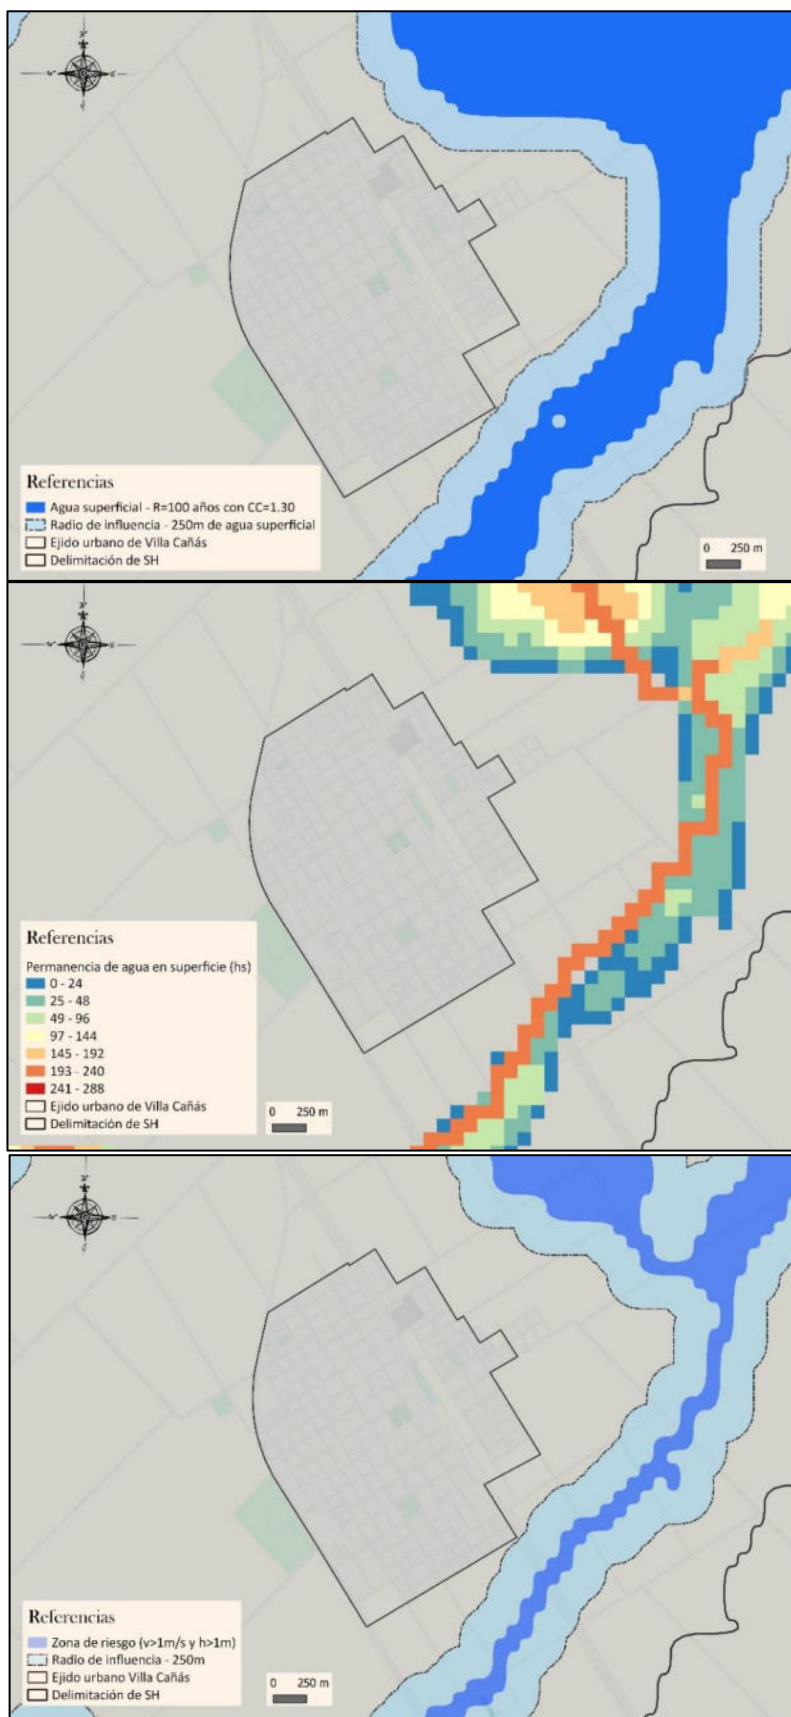 N
W
E
S
Referencias
Agua superficial - R=100 años con CC=1.30
Radio de influencia - 250m de agua superficial
Ejido urbano de Villa Cañás
Delimitación de SH
0 250 m
N
W
E
S
Referencias
Permanencia de agua en superficie (hs)
0 - 24
25 - 48
49 - 96
97 - 144
145 - 192
193 - 240
241 - 288
Ejido urbano de Villa Cañás
Delimitación de SH
0 250 m
N
W
E
S
Referencias
Zona de riesgo (v>1m/s y h>1m)
Radio de influencia - 250m
Ejido urbano Villa Cañás
Delimitación de SH
0 250 m